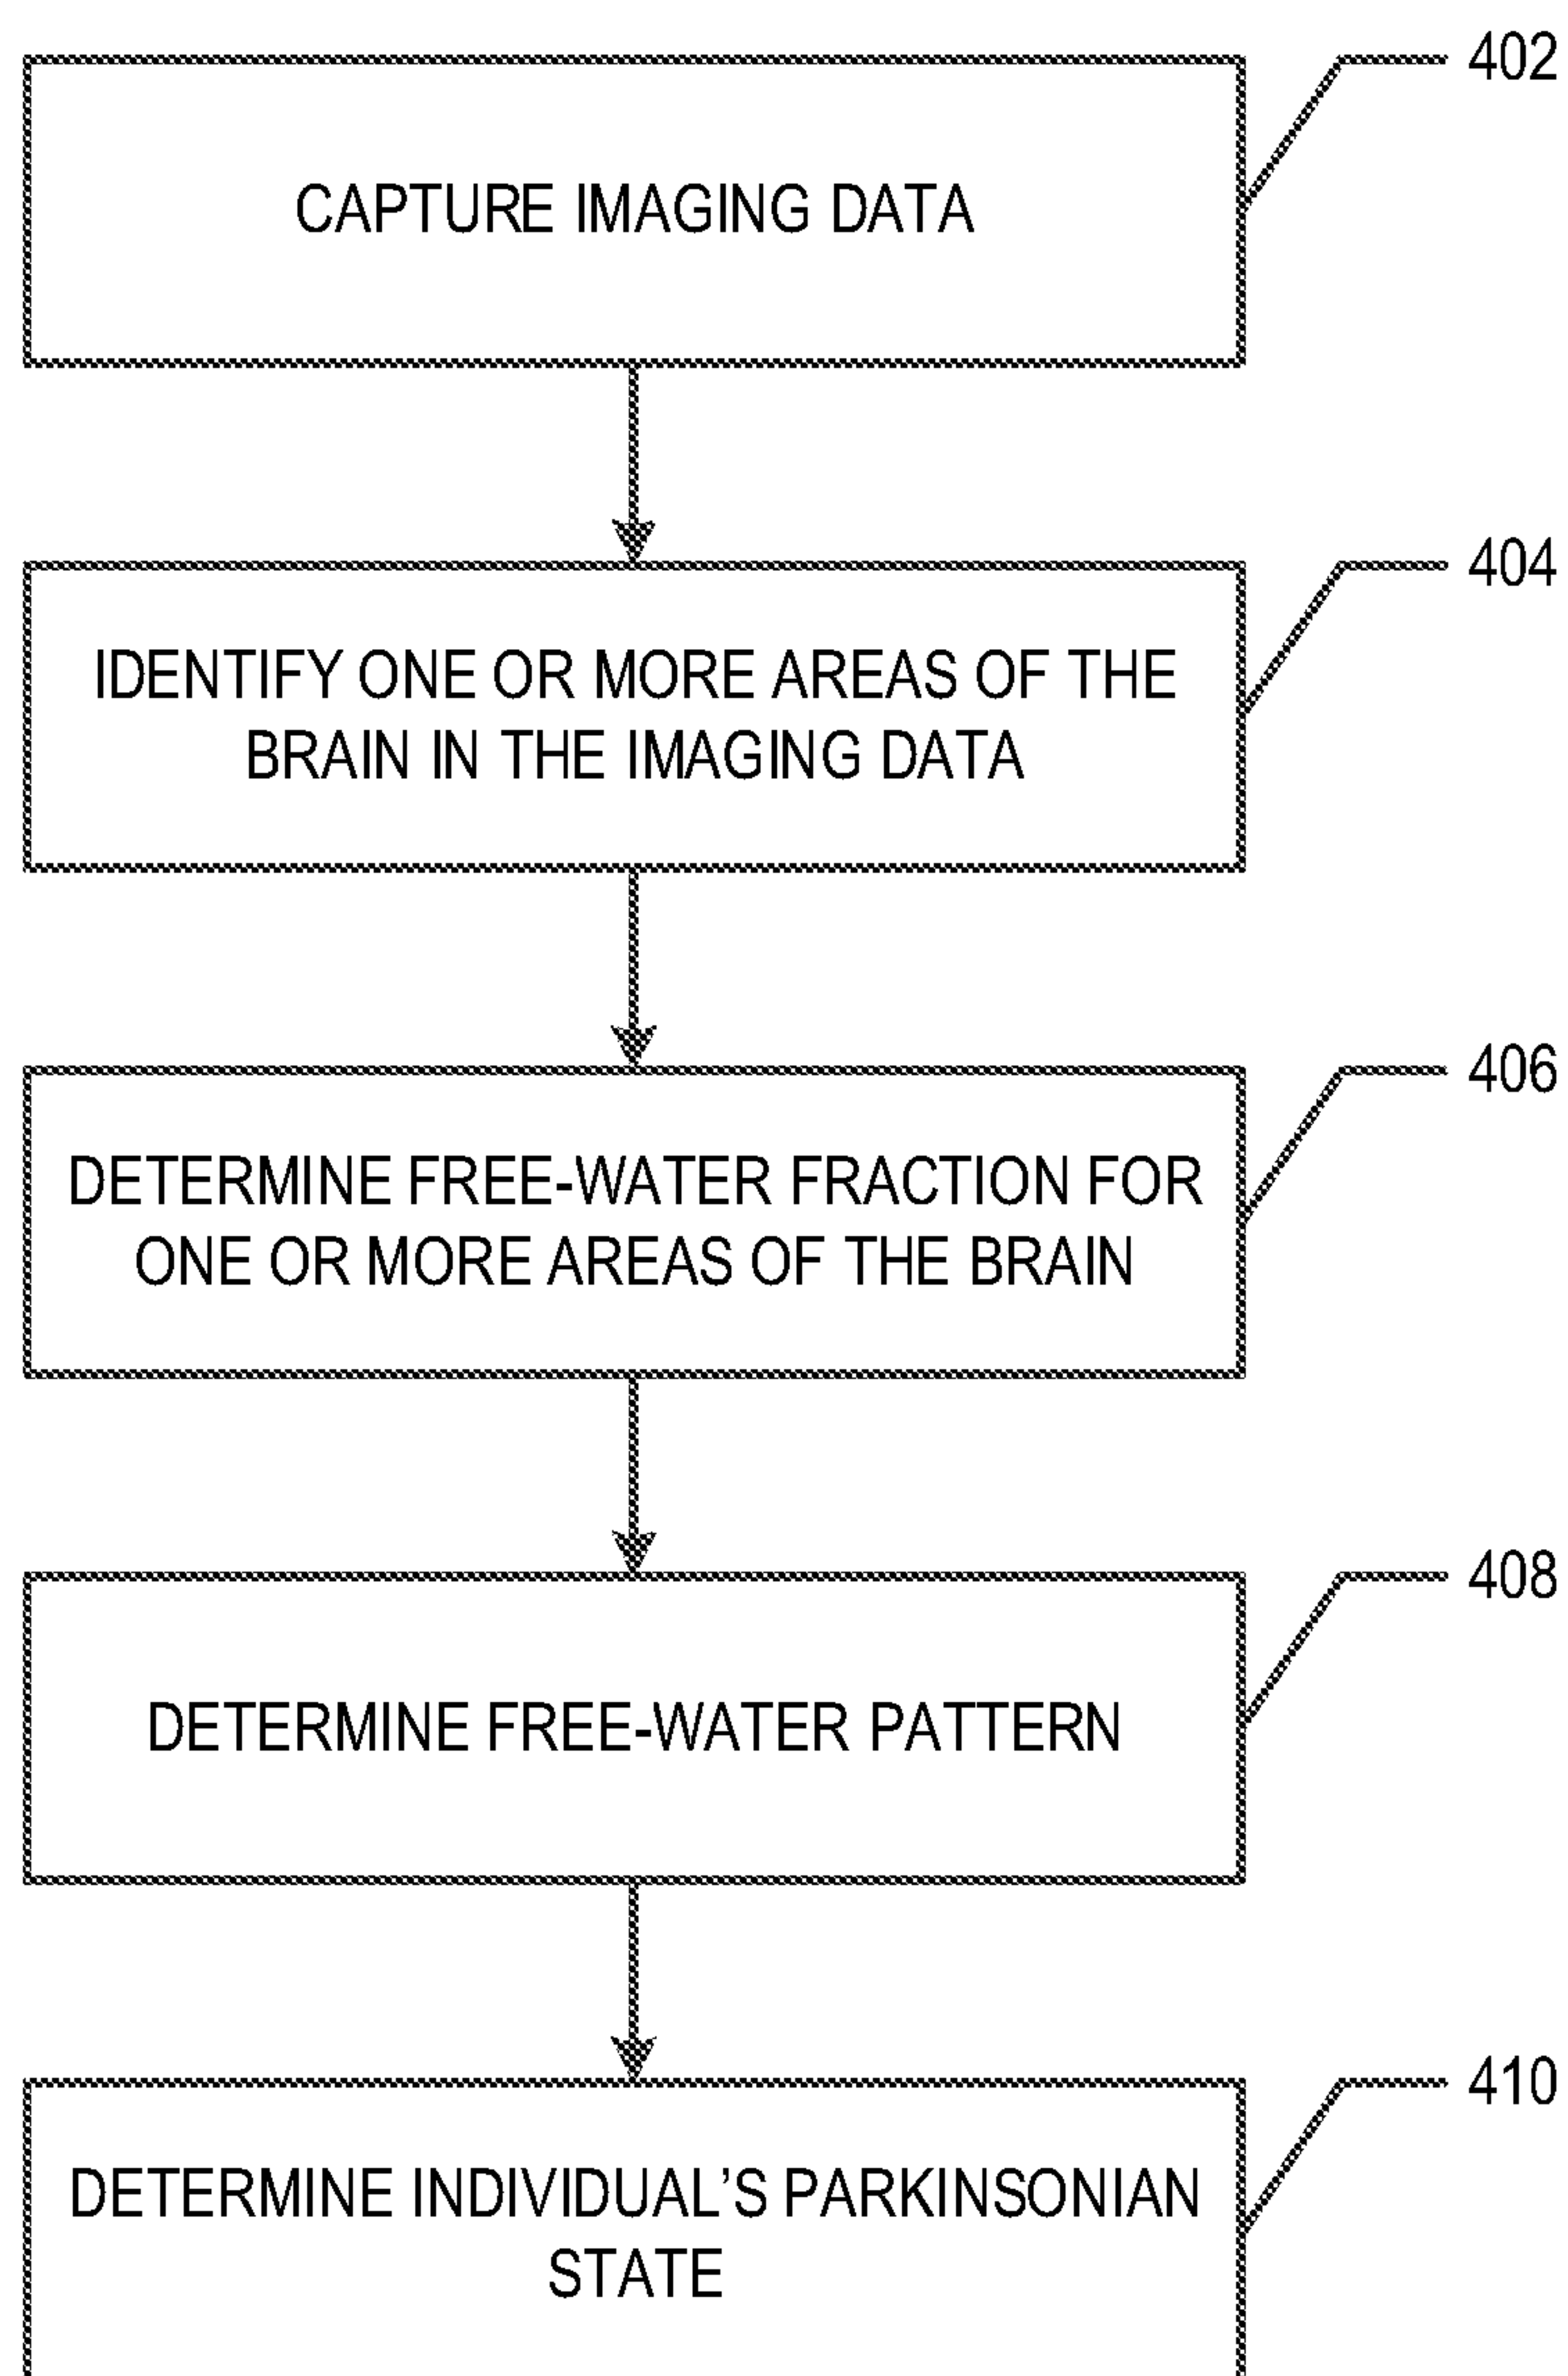 402
CAPTURE IMAGING DATA
404
IDENTIFY ONE OR MORE AREAS OF THE
BRAIN IN THE IMAGING DATA
406
DETERMINE FREE-WATER FRACTION FOR
ONE OR MORE AREAS OF THE BRAIN
408
DETERMINE FREE-WATER PATTERN
410
DETERMINE INDIVIDUAL’S PARKINSONIAN
STATE